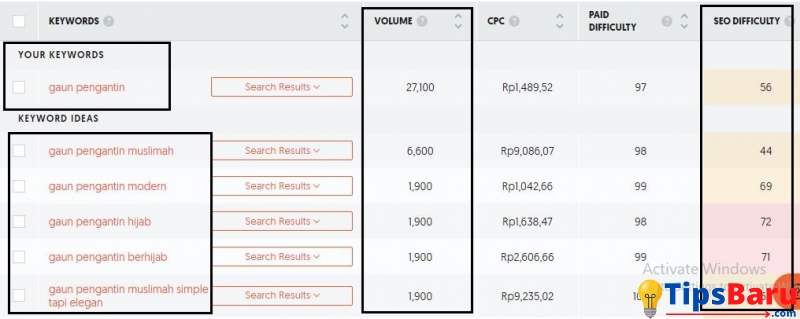 KEYWORDS VOLUME CPC PAID DIFFICULTY SEO DIFFICULTY
YOUR KEYWORDS
gaun pengantin Search Results 27,100 Rp1,489,52 97 56
KEYWORD IDEAS
gaun pengantin muslimah Search Results 6,600 Rp9,086,07 98 44
gaun pengantin modern Search Results 1,900 Rp1,042,66 99 69
gaun pengantin hijab Search Results 1,900 Rp1,638,47 98 72
gaun pengantin berhijab Search Results 1,900 Rp2,606,66 99 71
Activate Windows
gaun pengantin muslimah simple tapi elegan Search Results 1,900 Rp9,235,02
TipsBaru
.com